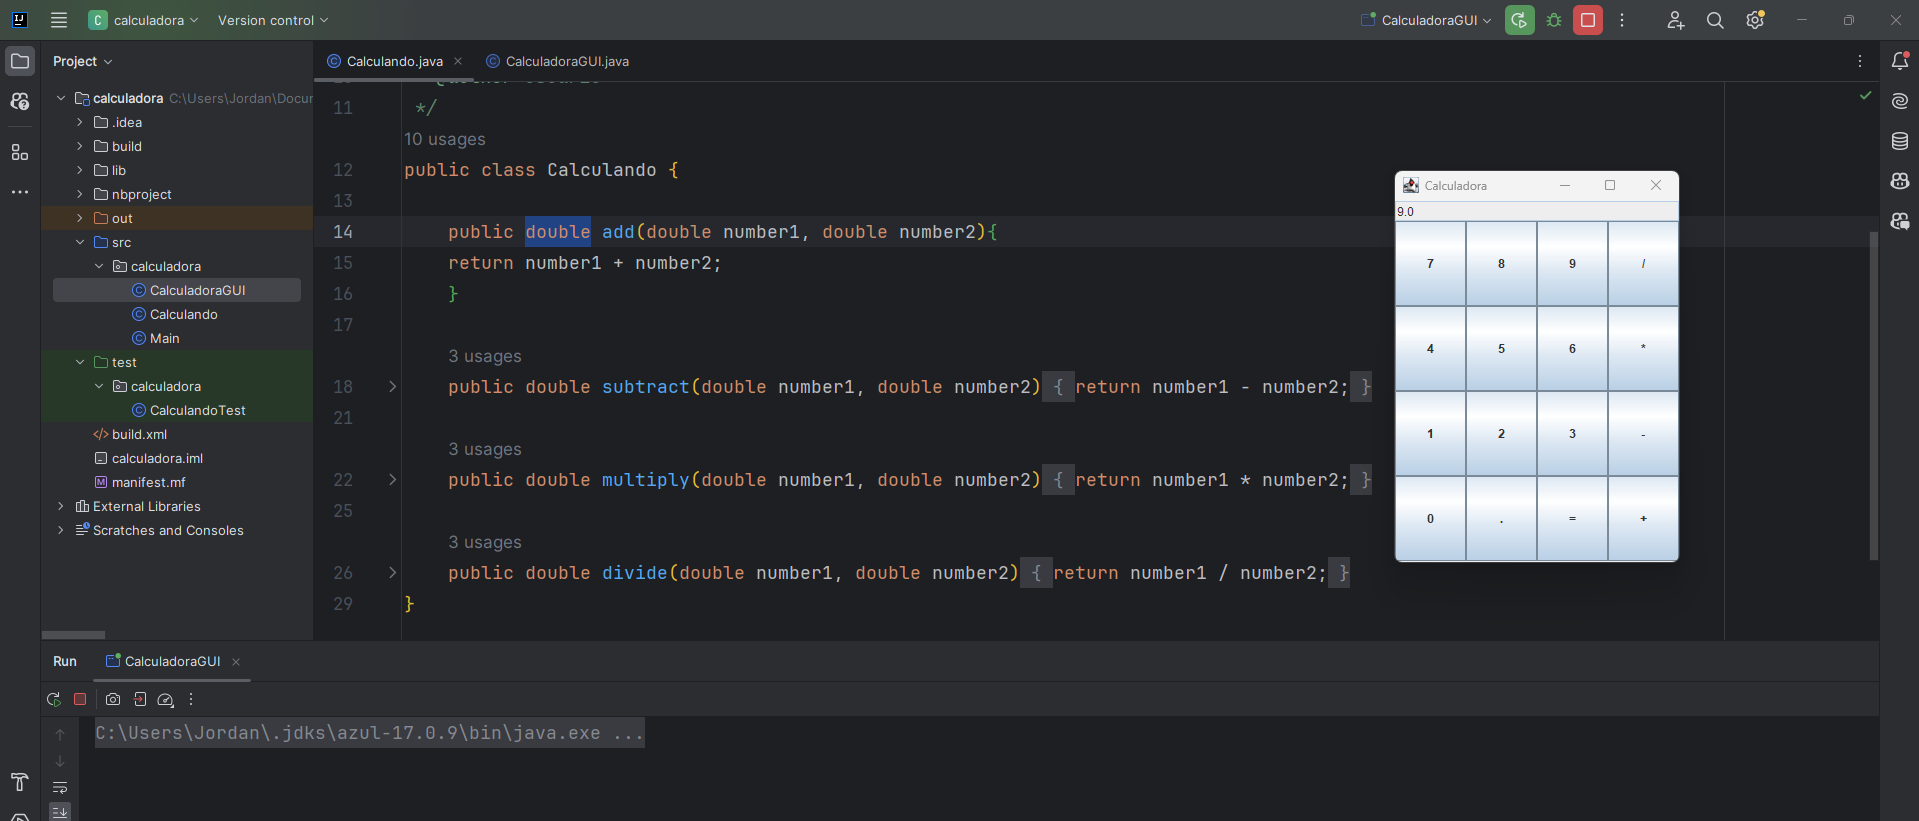 C calculadora Version control CalculadoraGUI
Project
Calculando.java CalculadoraGUI.java
calculadora C:\Users\Jordan\Docur
.idea
build
lib
nbproject
out
src
calculadora
CalculadoraGUI
Calculando
Main
test
calculadora
CalculandoTest
build.xml
calculadora.iml
manifest.mf
External Libraries
Scratches and Consoles
11 */
10 usages
12 public class Calculando {
13
14 public double add(double number1, double number2){
15 return number1 + number2;
16 }
17
3 usages
18 public double subtract(double number1, double number2) { return number1 - number2; }
21
3 usages
22 public double multiply(double number1, double number2) { return number1 * number2; }
25
3 usages
26 public double divide(double number1, double number2) { return number1 / number2; }
29 }
Calculadora
9.0
7 8 9 /
4 5 6 *
1 2 3 -
0 . = +
Run CalculadoraGUI
C:\Users\Jordan\.jdks\azul-17.0.9\bin\java.exe ...